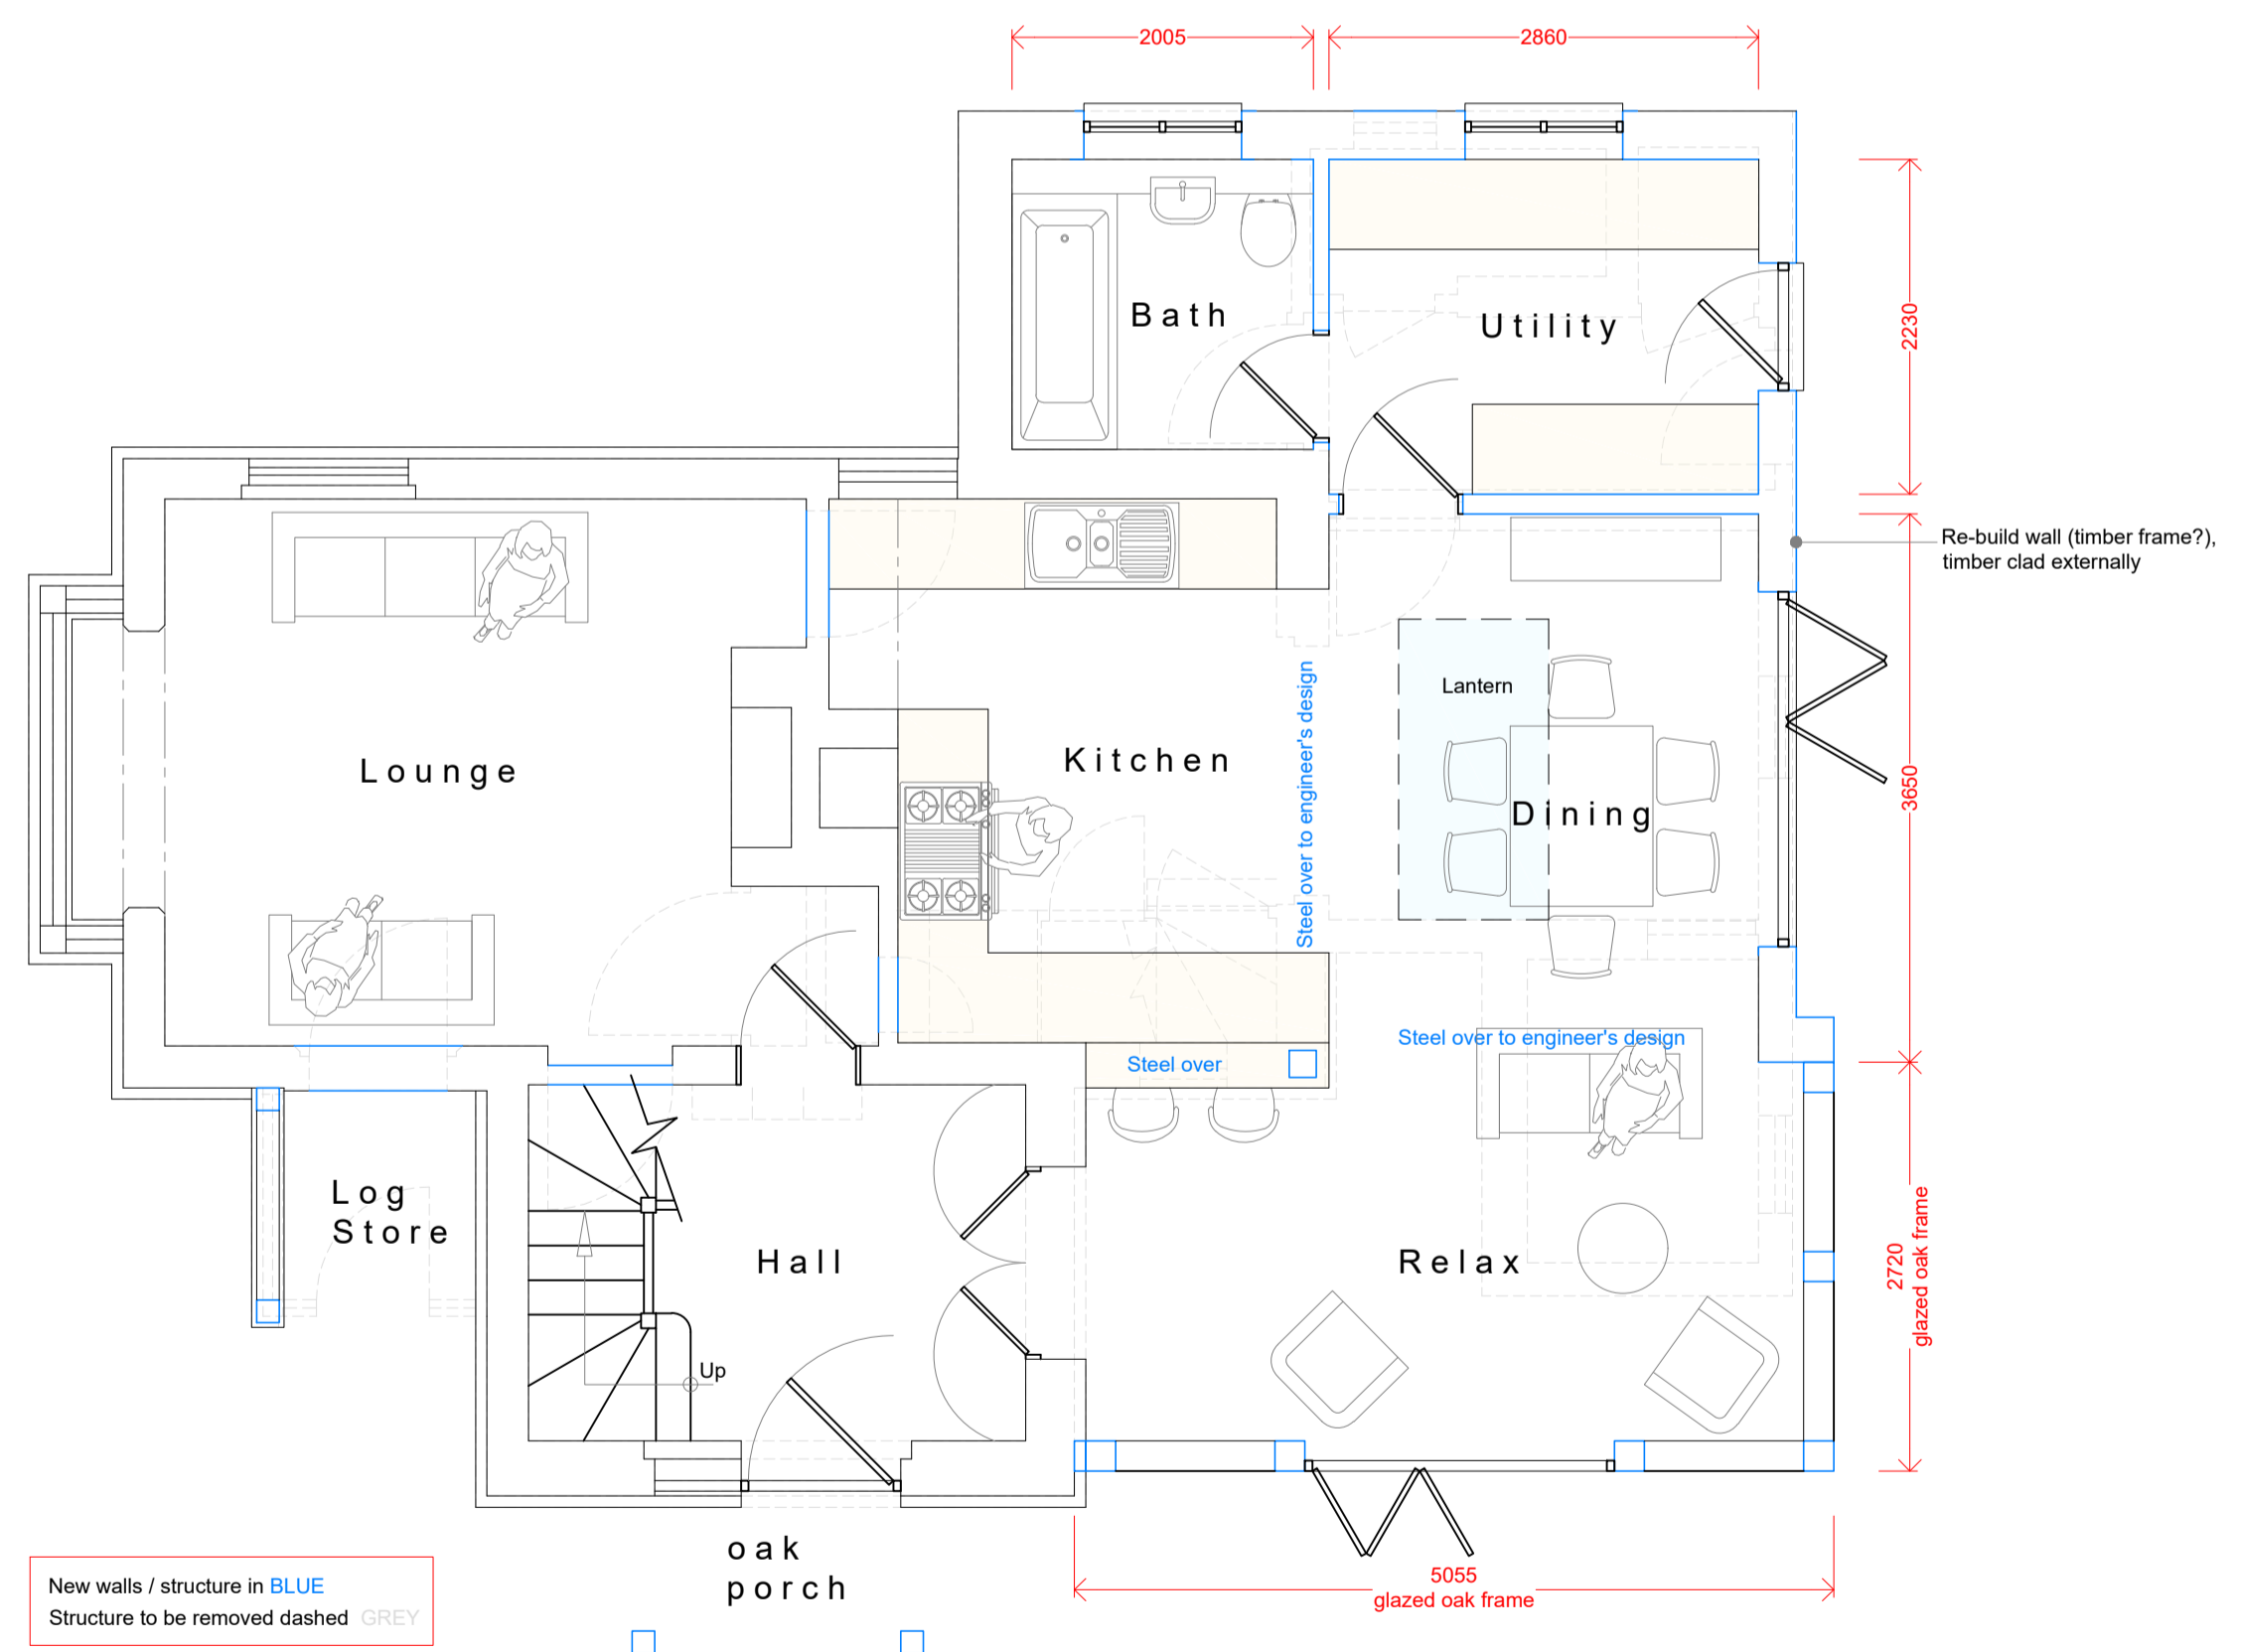 2005
2860
Bath
Utility
2230
Re-build wall (timber frame?),
timber clad externally
Lantern
Steel over to engineer's design
Kitchen
Lounge
Dining
3650
Steel over to engineer's design
Steel over
Log
Store
Hall
Relax
2720
glazed oak frame
Up
oak
porch
5055
glazed oak frame
New walls / structure in BLUE
Structure to be removed dashed GREY